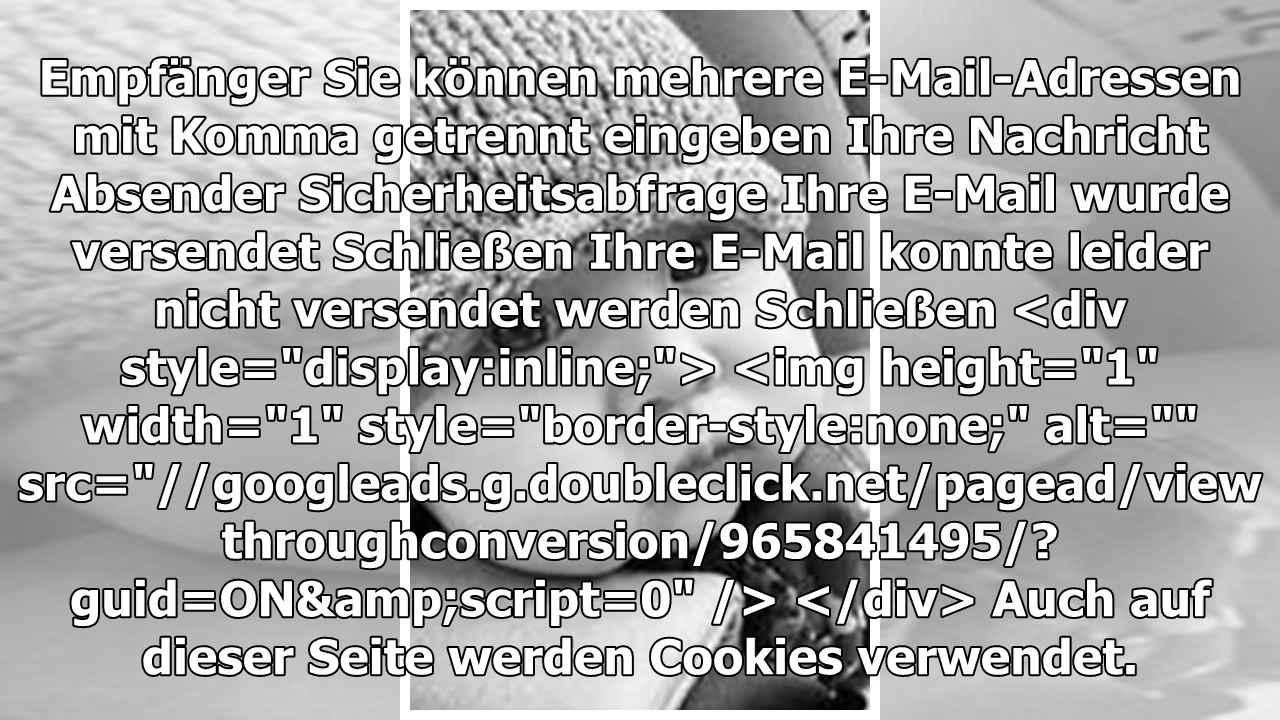 Empfänger Sie können mehrere E-Mail-Adressen
mit Komma getrennt eingeben Ihre Nachricht
Absender Sicherheitsabfrage Ihre E-Mail wurde
versendet Schließen Ihre E-Mail konnte leider
nicht versendet werden Schließen <div
style="display:inline;"> <img height="1"
width="1" style="border-style:none;" alt=""
src="//googleads.g.doubleclick.net/pagead/view
throughconversion/965841495/?
guid=ON&amp;script=0" /> </div> Auch auf
dieser Seite werden Cookies verwendet.